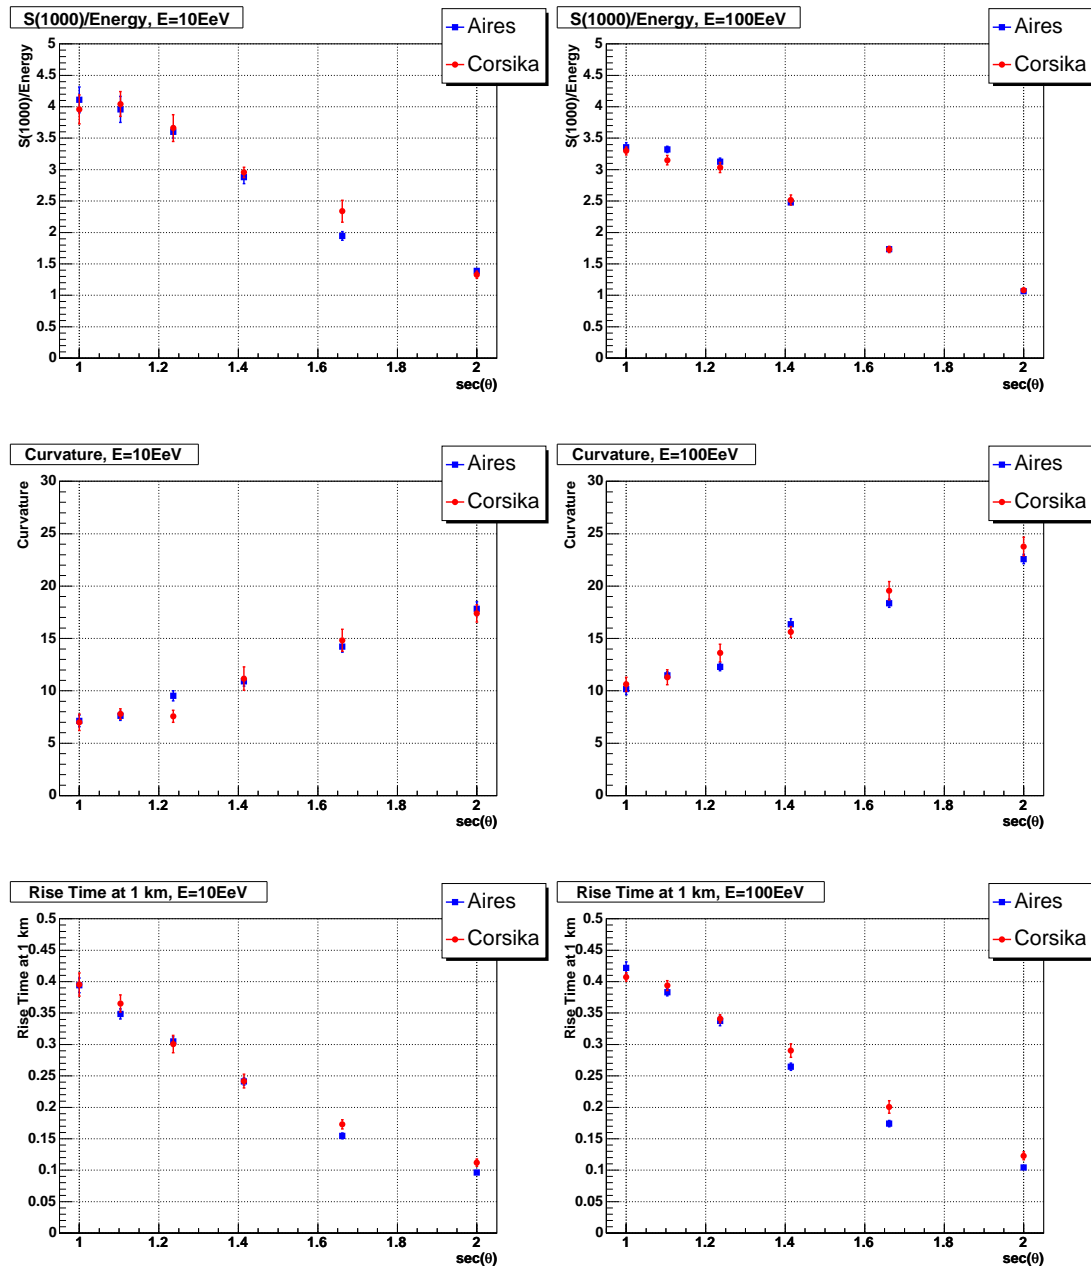 S(1000)/Energy, E=10EeV
Aires
Corsika
S(1000)/Energy
5
4.5
4
3.5
3
2.5
2
1.5
1
0.5
0
1 1.2 1.4 1.6 1.8 2
sec(θ)
S(1000)/Energy, E=100EeV
Aires
Corsika
S(1000)/Energy
5
4.5
4
3.5
3
2.5
2
1.5
1
0.5
0
1 1.2 1.4 1.6 1.8 2
sec(θ)
Curvature, E=10EeV
Aires
Corsika
Curvature
30
25
20
15
10
5
0
1 1.2 1.4 1.6 1.8 2
sec(θ)
Curvature, E=100EeV
Aires
Corsika
Curvature
30
25
20
15
10
5
0
1 1.2 1.4 1.6 1.8 2
sec(θ)
Rise Time at 1 km, E=10EeV
Aires
Corsika
Rise Time at 1 km
0.5
0.45
0.4
0.35
0.3
0.25
0.2
0.15
0.1
0.05
0
1 1.2 1.4 1.6 1.8 2
sec(θ)
Rise Time at 1 km, E=100EeV
Aires
Corsika
Rise Time at 1 km
0.5
0.45
0.4
0.35
0.3
0.25
0.2
0.15
0.1
0.05
0
1 1.2 1.4 1.6 1.8 2
sec(θ)